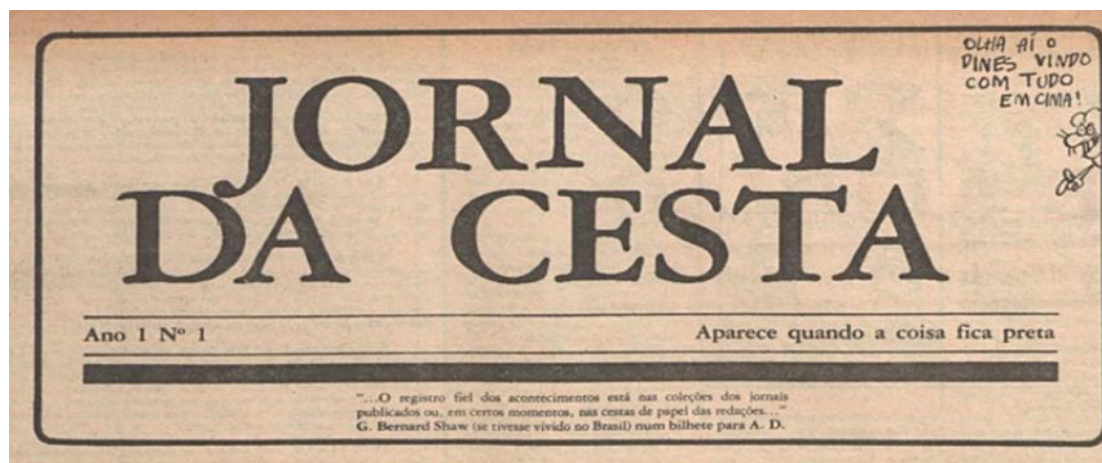 OLHA AÍ O
DINES VINDO
COM TUDO
EM CIMA!
JORNAL
DA CESTA
Ano 1 Nº 1 Aparece quando a coisa fica preta
"...O registro fiel dos acontecimentos está nas coleções dos jornais
publicados ou, em certos momentos, nas cestas de papel das redações..."
G. Bernard Shaw (se tivesse vivido no Brasil) num bilhete para A. D.